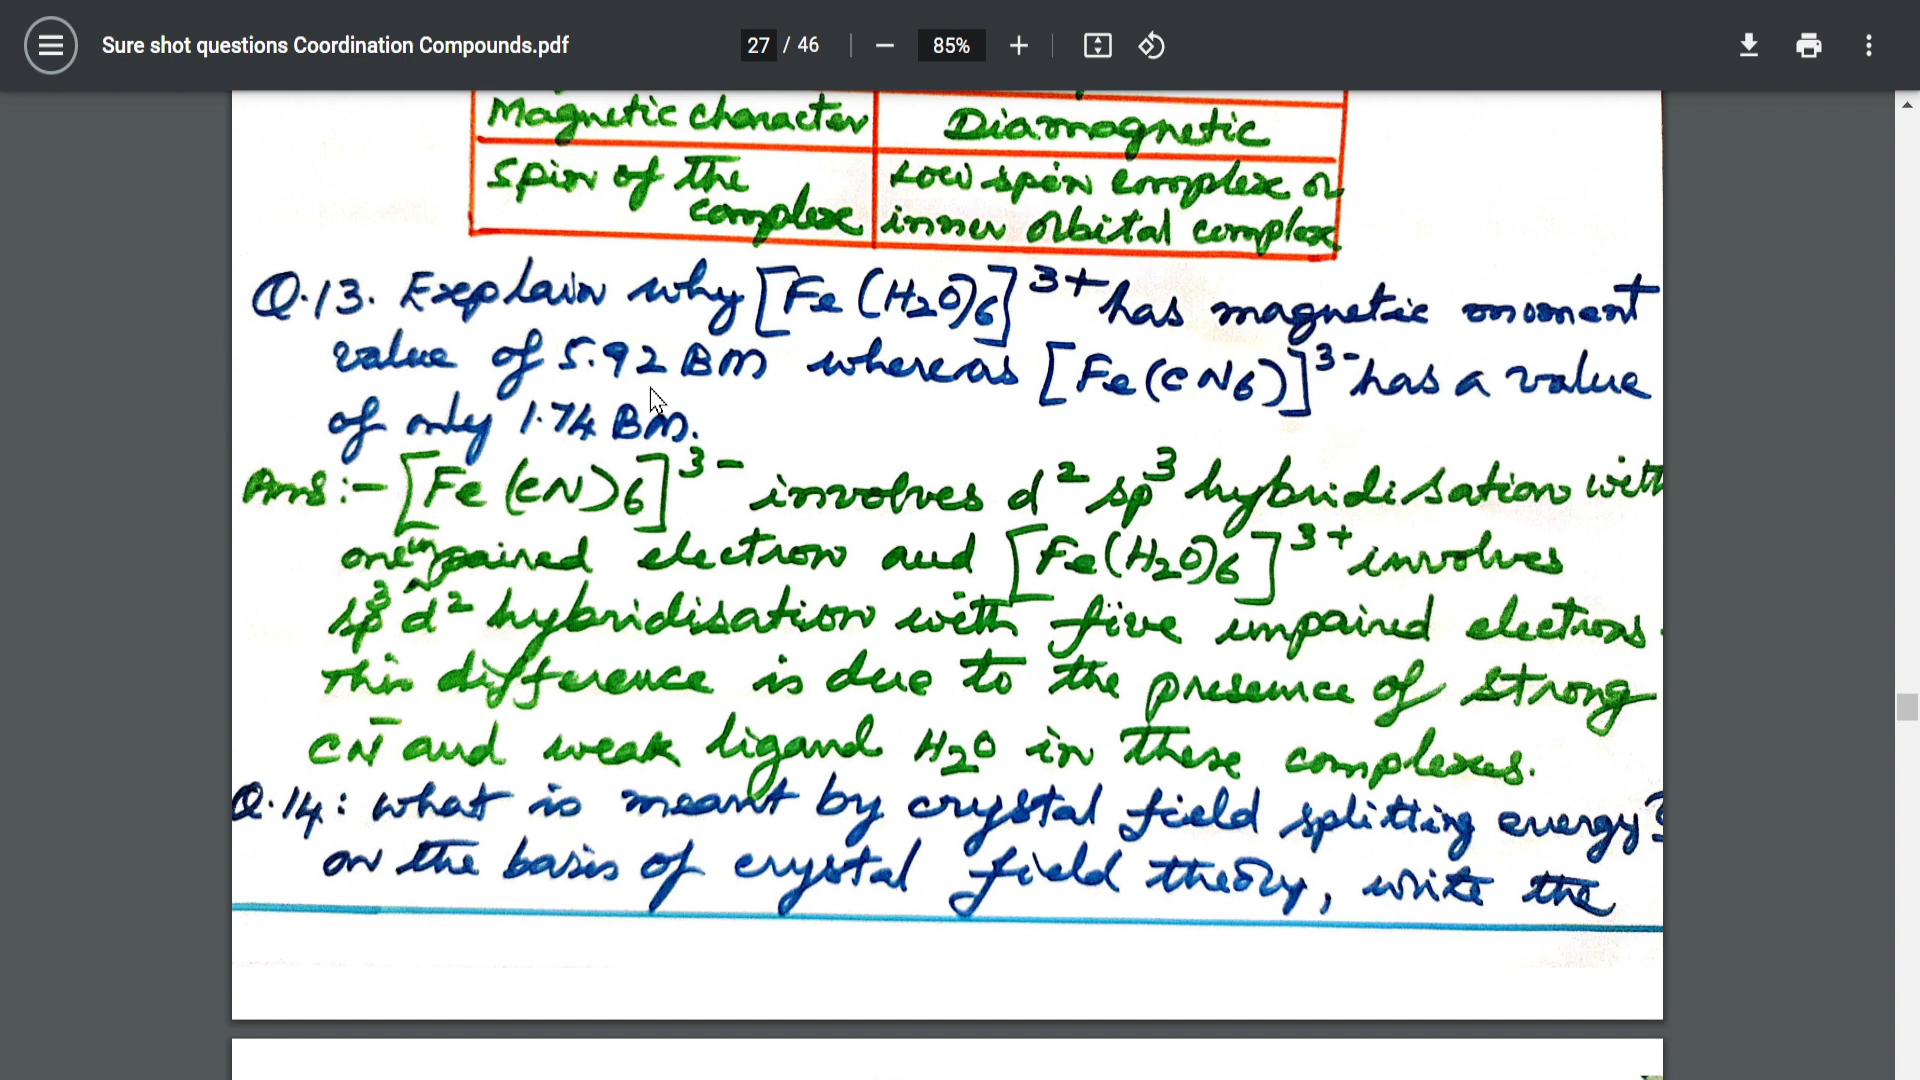 Sure shot questions Coordination Compounds.pdf
27 / 46
85%
Magnetic character Diamagnetic
Spin of the complex Low spin complex or inner orbital complex
Q.13. Explain why [Fe(H₂O)₆]³⁺ has magnetic moment
value of 5.92 BM whereas [Fe(CN₆)]³⁻ has a value
of only 1.74 BM.
Ans:- [Fe(CN)₆]³⁻ involves d²sp³ hybridisation with
one unpaired electron and [Fe(H₂O)₆]³⁺ involves
sp³d² hybridisation with five unpaired electrons.
This difference is due to the presence of strong
CN⁻ and weak ligand H₂O in these complexes.
Q.14: What is meant by crystal field splitting energy?
on the basis of crystal field theory, write the